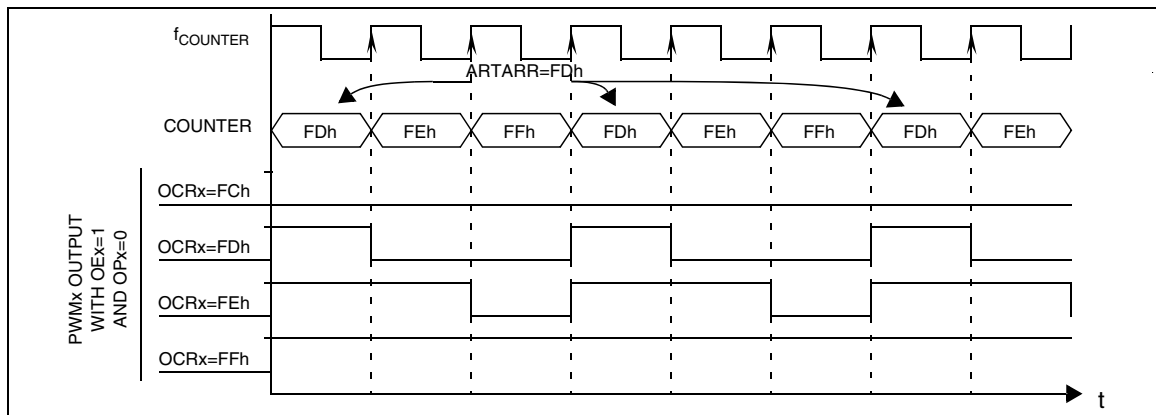 fCOUNTER
ARTARR=FDh
COUNTER
FDh FEh FFh FDh FEh FFh FDh FEh
PWMx OUTPUT
WITH OEx=1
AND OPx=0
OCRx=FCh
OCRx=FDh
OCRx=FEh
OCRx=FFh
t